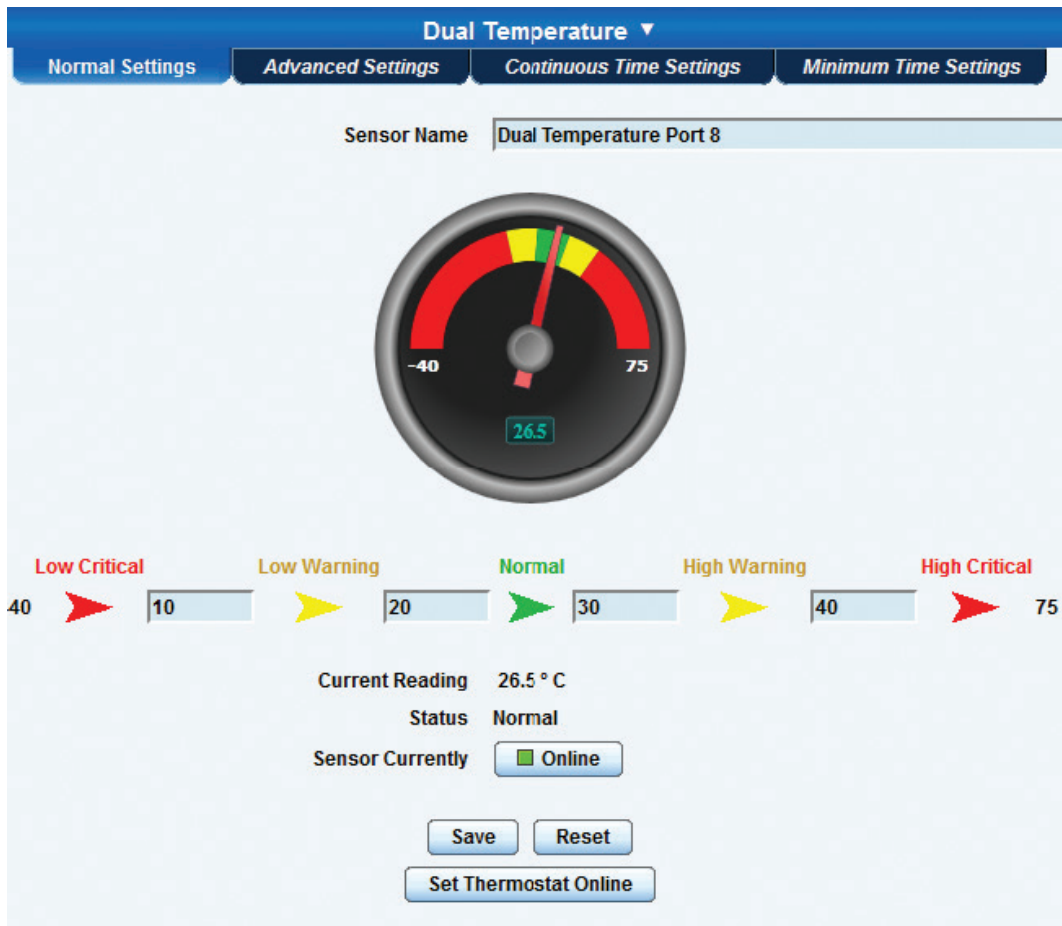 Dual Temperature ▼
Normal Settings Advanced Settings Continuous Time Settings Minimum Time Settings
Sensor Name Dual Temperature Port 8
-40 75
26.5
Low Critical Low Warning Normal High Warning High Critical
40 10 20 30 40 75
Current Reading 26.5 ° C
Status Normal
Sensor Currently Online
Save Reset
Set Thermostat Online